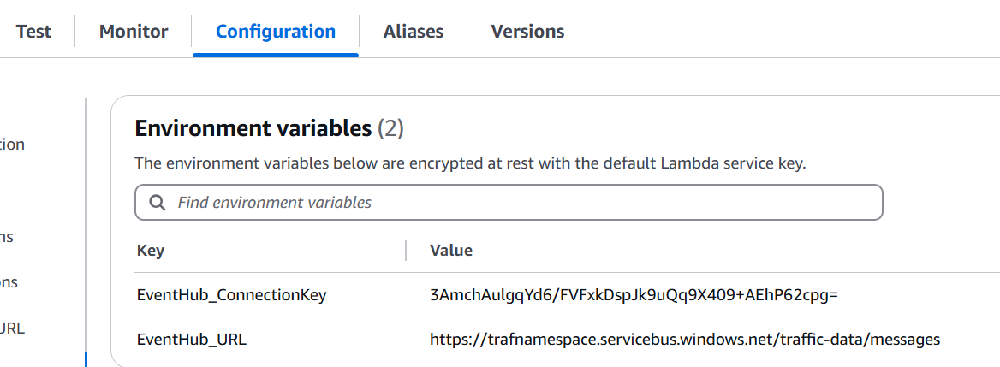 Test Monitor Configuration Aliases Versions
Environment variables (2)
tion
The environment variables below are encrypted at rest with the default Lambda service key.
Find environment variables
ns
Key Value
ons
EventHub_ConnectionKey 3AmchAulgqYd6/FVFxkDspJk9uQq9X409+AEhP62cpg=
URL
EventHub_URL https://trafnamespace.servicebus.windows.net/traffic-data/messages